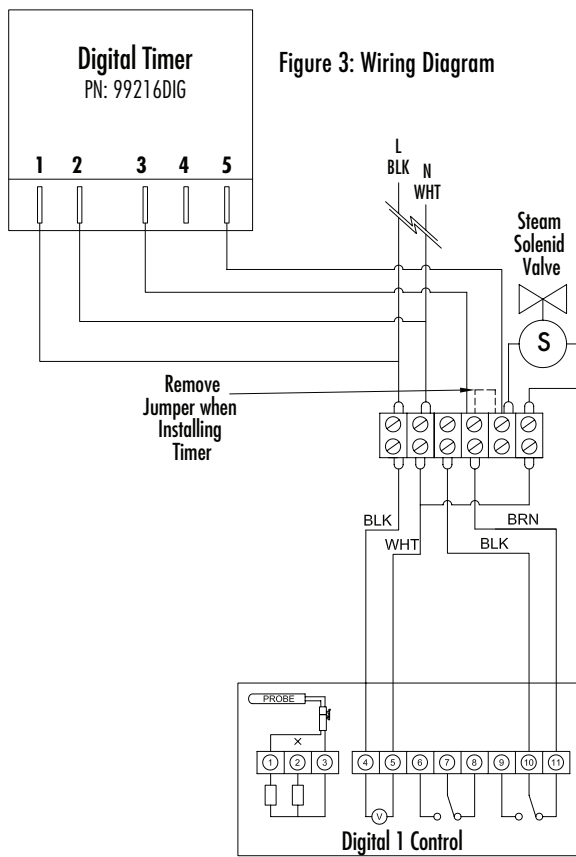 Digital Timer
PN: 99216DIG
Figure 3: Wiring Diagram
1 2 3 4 5
L
BLK
N
WHT
Steam
Solenid
Valve
S
Remove
Jumper when
Installing
Timer
BLK
WHT
BLK
BRN
PROBE
1 2 3 4 5 6 7 8 9 10 11
V
Digital 1 Control